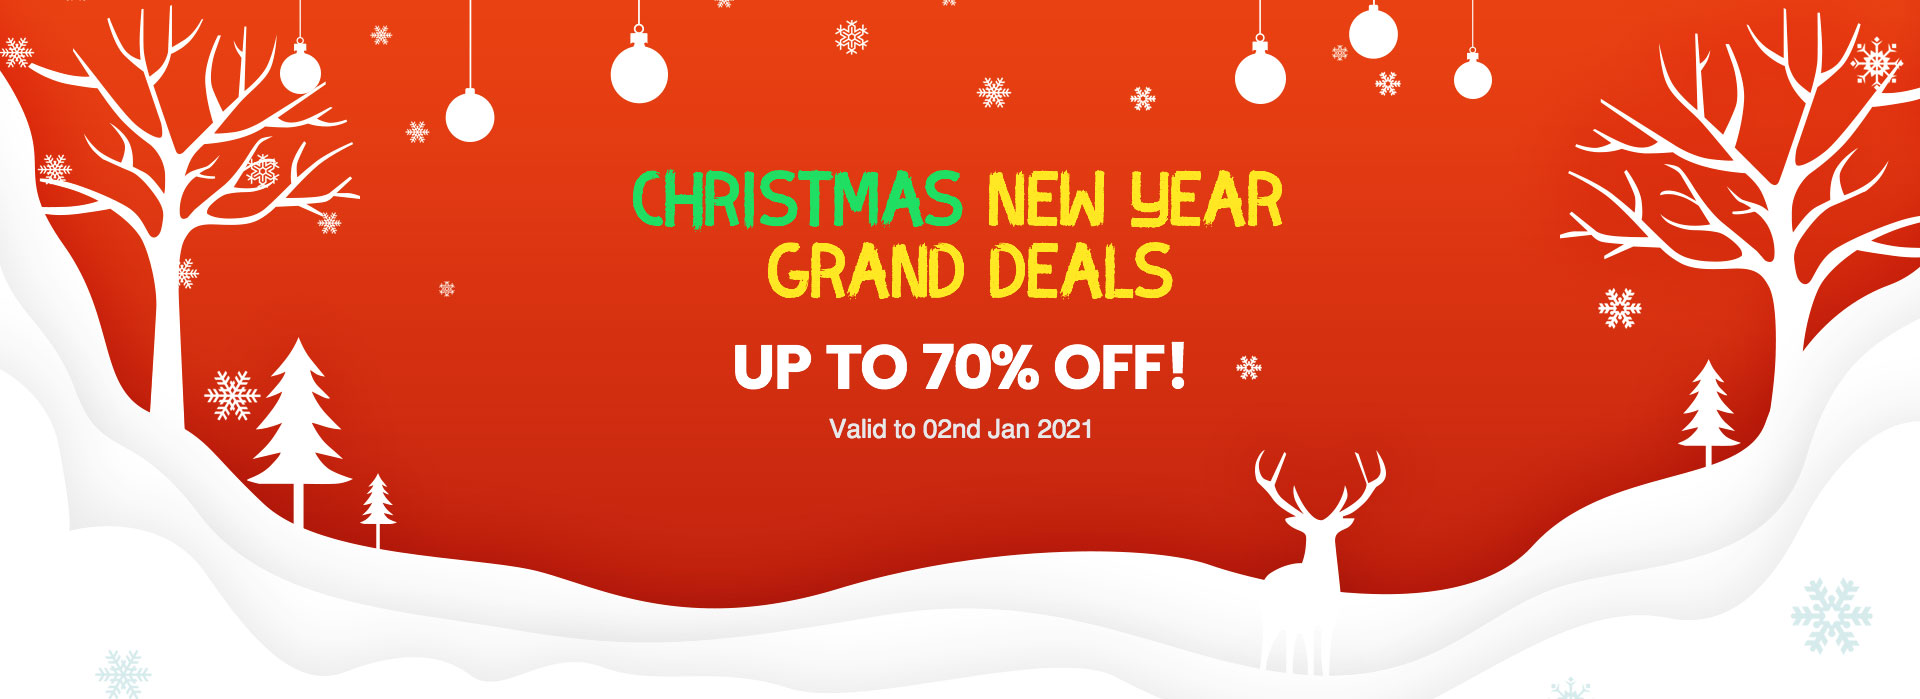 CHRISTMAS NEW YEAR
GRAND DEALS
UP TO 70% OFF!
Valid to 02nd Jan 2021